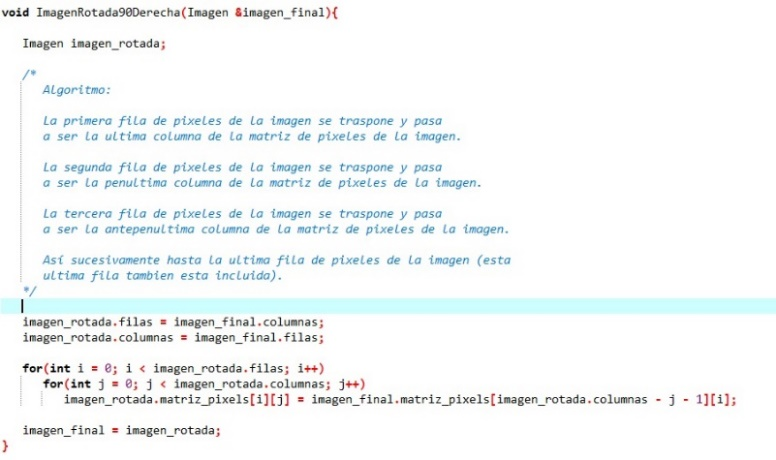 void ImagenRotada90Derecha(Imagen &imagen_final){
Imagen imagen_rotada;
/*
Algoritmo:
La primera fila de pixeles de la imagen se traspone y pasa
a ser la ultima columna de la matriz de pixeles de la imagen.
La segunda fila de pixeles de la imagen se traspone y pasa
a ser la penultima columna de la matriz de pixeles de la imagen.
La tercera fila de pixeles de la imagen se traspone y pasa
a ser la antepenultima columna de la matriz de pixeles de la imagen.
Así sucesivamente hasta la ultima fila de pixeles de la imagen (esta
ultima fila tambien esta incluida).
*/
imagen_rotada.filas = imagen_final.columnas;
imagen_rotada.columnas = imagen_final.filas;
for(int i = 0; i < imagen_rotada.filas; i++)
for(int j = 0; j < imagen_rotada.columnas; j++)
imagen_rotada.matriz_pixels[i][j] = imagen_final.matriz_pixels[imagen_rotada.columnas - j - 1][i];
imagen_final = imagen_rotada;
}